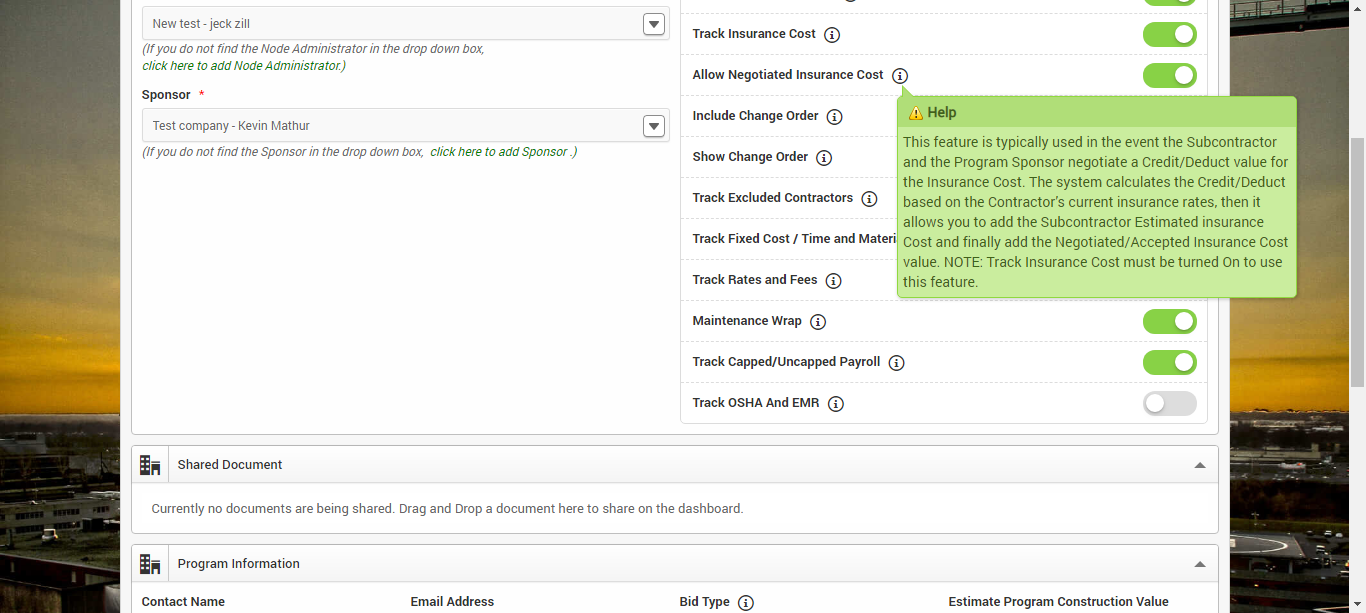 New test - jeck zill
(If you do not find the Node Administrator in the drop down box,
click here to add Node Administrator.)
Sponsor *
Test company - Kevin Mathur
(If you do not find the Sponsor in the drop down box, click here to add Sponsor .)
Track Insurance Cost
Allow Negotiated Insurance Cost
Include Change Order
Show Change Order
Track Excluded Contractors
Track Fixed Cost / Time and Materi
Track Rates and Fees
Maintenance Wrap
Track Capped/Uncapped Payroll
Track OSHA And EMR
Help
This feature is typically used in the event the Subcontractor
and the Program Sponsor negotiate a Credit/Deduct value for
the Insurance Cost. The system calculates the Credit/Deduct
based on the Contractor's current insurance rates, then it
allows you to add the Subcontractor Estimated insurance
Cost and finally add the Negotiated/Accepted Insurance Cost
value. NOTE: Track Insurance Cost must be turned On to use
this feature.
Shared Document
Currently no documents are being shared. Drag and Drop a document here to share on the dashboard.
Program Information
Contact Name Email Address Bid Type Estimate Program Construction Value